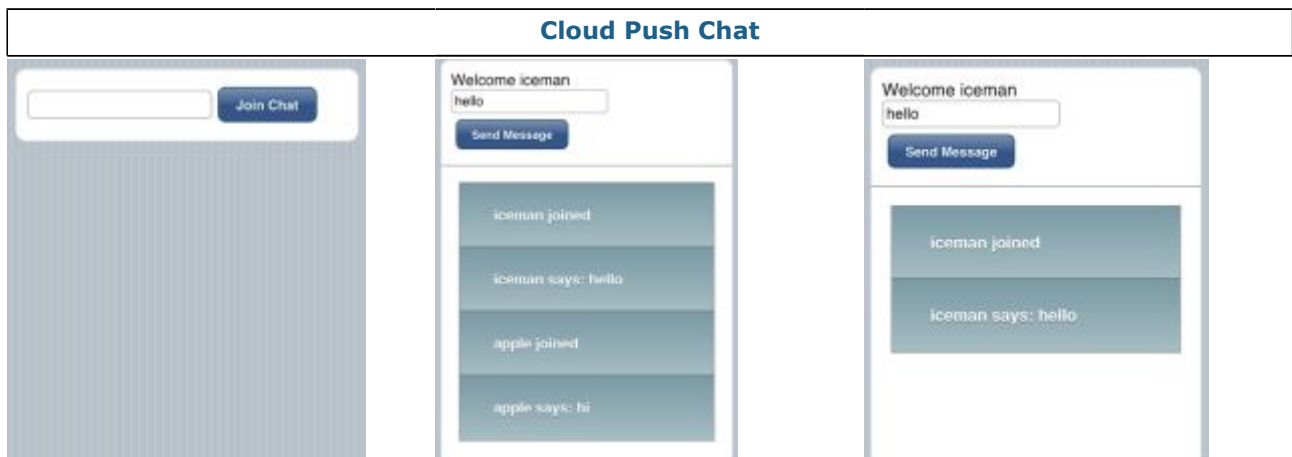 Cloud Push Chat
Join Chat
Welcome iceman
hello
Send Message
iceman joined
iceman says: hello
apple joined
apple says: hi
Welcome iceman
hello
Send Message
iceman joined
iceman says: hello